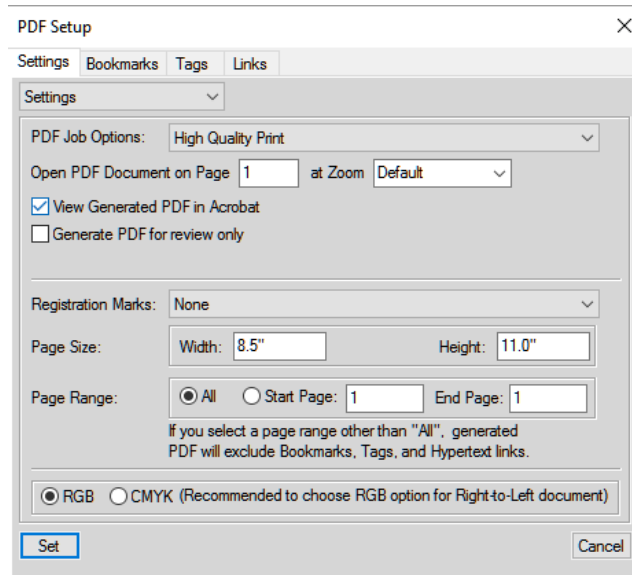 PDF Setup
Settings Bookmarks Tags Links
Settings
PDF Job Options: High Quality Print
Open PDF Document on Page 1 at Zoom Default
View Generated PDF in Acrobat
Generate PDF for review only
Registration Marks: None
Page Size: Width: 8.5" Height: 11.0"
Page Range: All Start Page: 1 End Page: 1
If you select a page range other than "All", generated
PDF will exclude Bookmarks, Tags, and Hypertext links.
RGB CMYK (Recommended to choose RGB option for Right-to-Left document)
Set Cancel